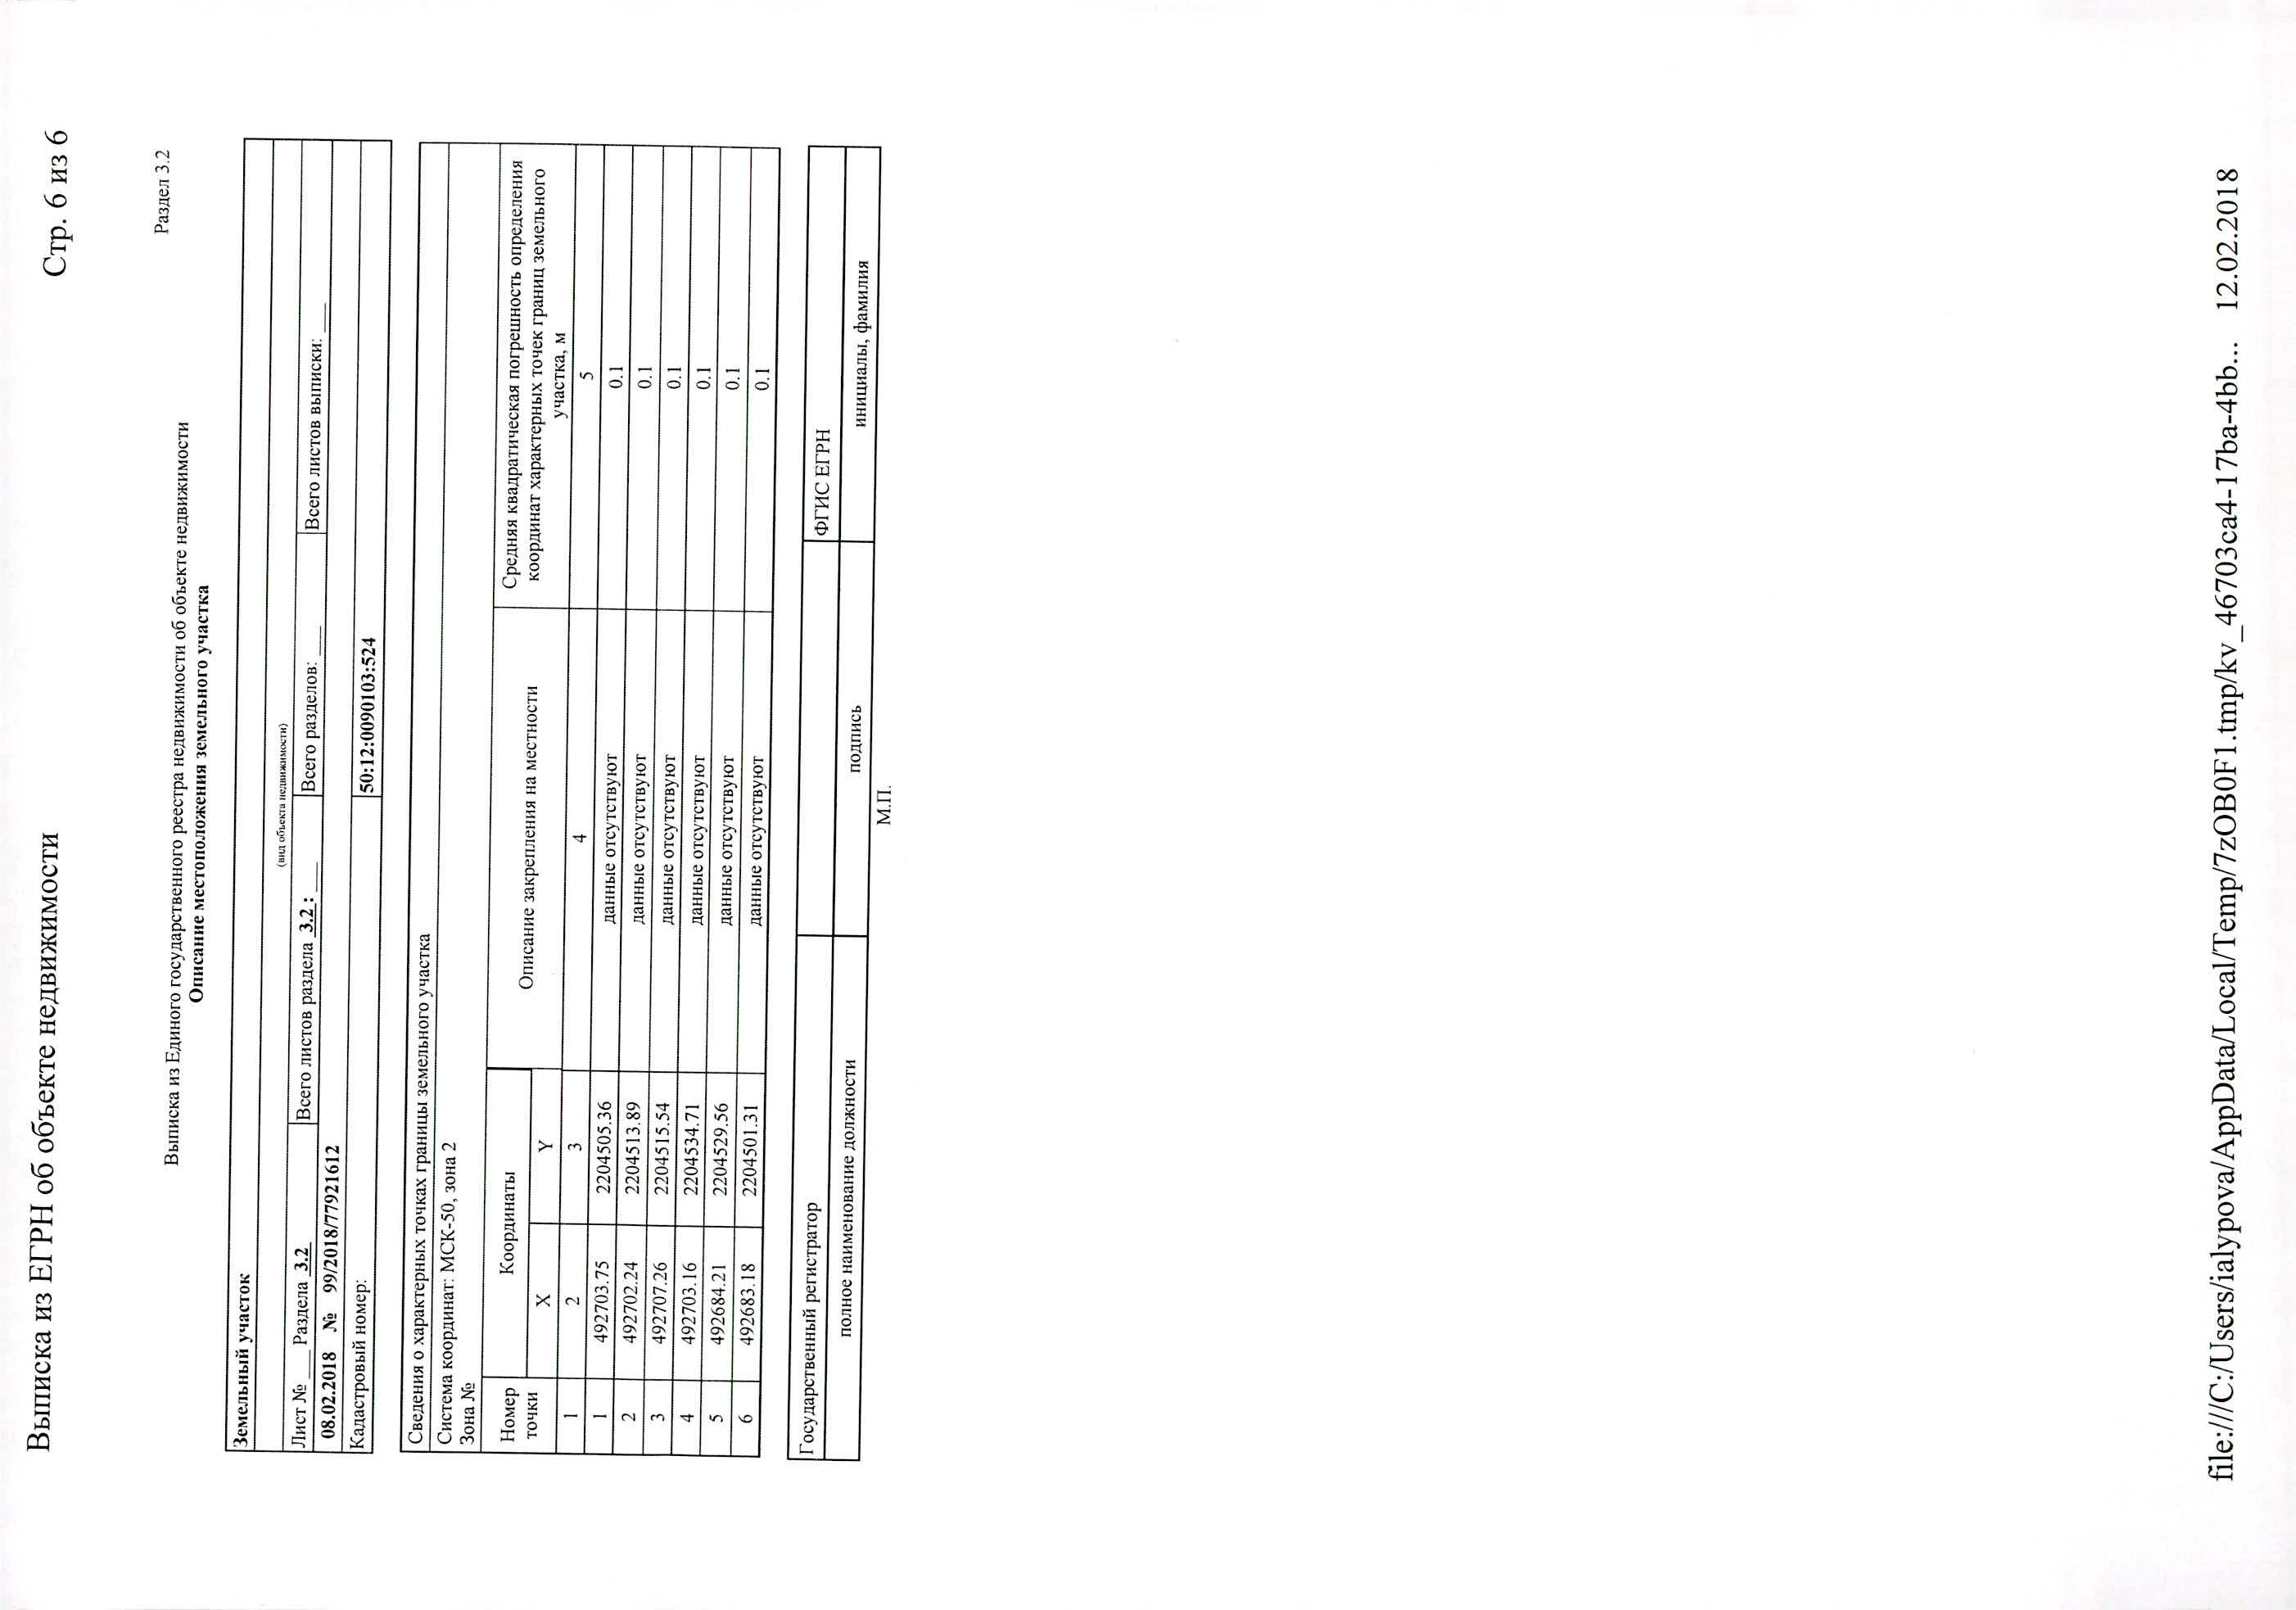 Выписка из ЕГРН об объекте недвижимости Стр. 6 из 6
Раздел 3.2
Выписка из Единого государственного реестра недвижимости об объекте недвижимости
Описание местоположения земельного участка
Земельный участок
(вид объекта недвижимости)
Лист № ___ Раздела 3.2 Всего листов раздела 3.2 : ___ Всего разделов: ___ Всего листов выписки: ___
08.02.2018 № 99/2018/77921612
Кадастровый номер: 50:12:0090103:524
Сведения о характерных точках границы земельного участка
Система координат: МСК-50, зона 2
Зона №
Номер точки Координаты Описание закрепления на местности Средняя квадратическая погрешность определения
координат характерных точек границ земельного
участка, м
X Y
1 2 3 4 5
1 492703.75 2204505.36 данные отсутствуют 0.1
2 492702.24 2204513.89 данные отсутствуют 0.1
3 492707.26 2204515.54 данные отсутствуют 0.1
4 492703.16 2204534.71 данные отсутствуют 0.1
5 492684.21 2204529.56 данные отсутствуют 0.1
6 492683.18 2204501.31 данные отсутствуют 0.1
Государственный регистратор ФГИС ЕГРН
полное наименование должности подпись инициалы, фамилия
М.П.
file:///C:/Users/ialypova/AppData/Local/Temp/7zOB0F1.tmp/kv_46703ca4-17ba-4bb... 12.02.2018